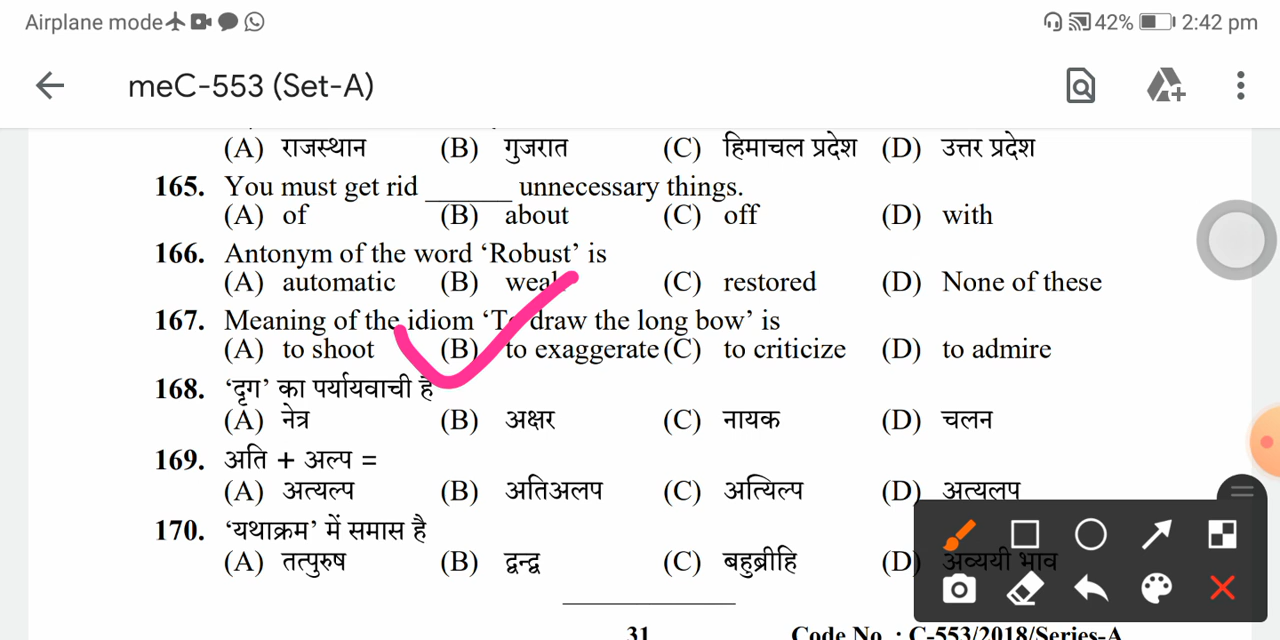 Airplane mode 42% 2:42 pm
meC-553 (Set-A)
(A) राजस्थान (B) गुजरात (C) हिमाचल प्रदेश (D) उत्तर प्रदेश
165. You must get rid ______ unnecessary things.
(A) of (B) about (C) off (D) with
166. Antonym of the word ‘Robust’ is
(A) automatic (B) weak (C) restored (D) None of these
167. Meaning of the idiom ‘To draw the long bow’ is
(A) to shoot (B) to exaggerate (C) to criticize (D) to admire
168. ‘दृग’ का पर्यायवाची है
(A) नेत्र (B) अक्षर (C) नायक (D) चलन
169. अति + अल्प =
(A) अत्यल्प (B) अतिअलप (C) अत्यिल्प (D) अत्यलप
170. ‘यथाक्रम’ में समास है
(A) तत्पुरुष (B) द्वन्द्व (C) बहुब्रीहि (D) अव्ययी भाव
31 Code No. : C-553/2018/Series-A